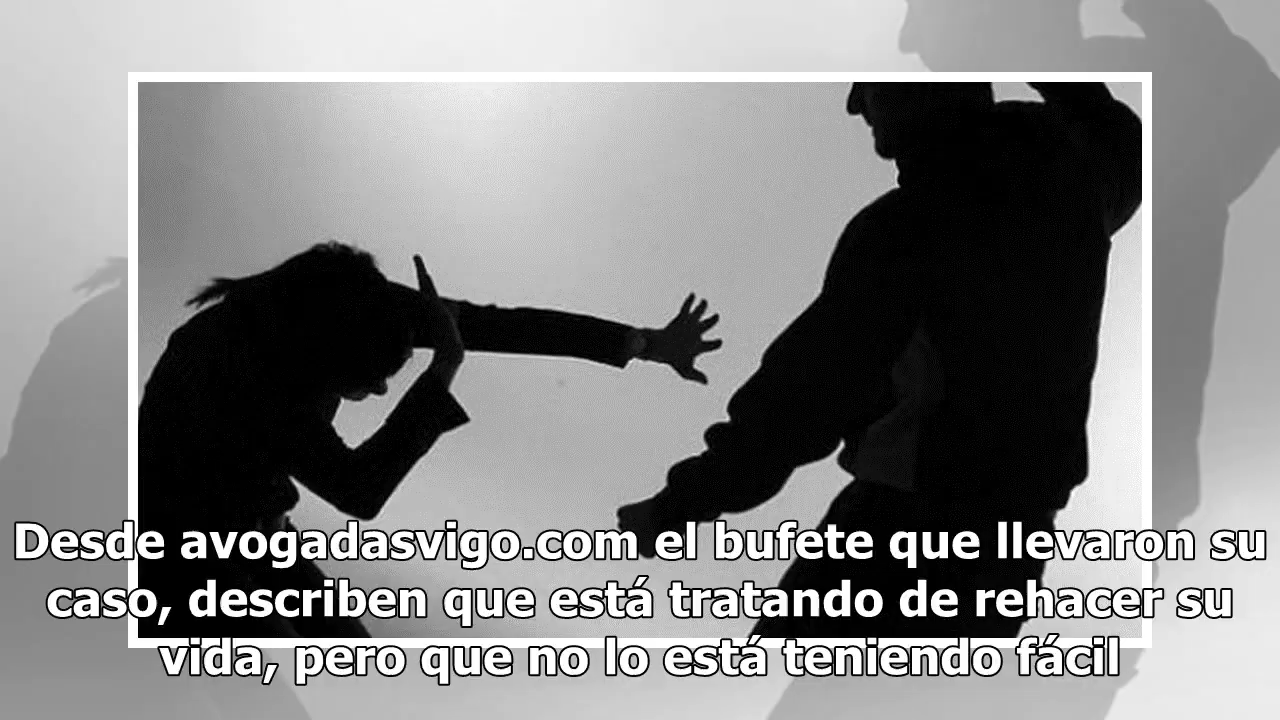 Desde avogadasvigo.com el bufete que llevaron su
caso, describen que está tratando de rehacer su
vida, pero que no lo está teniendo fácil